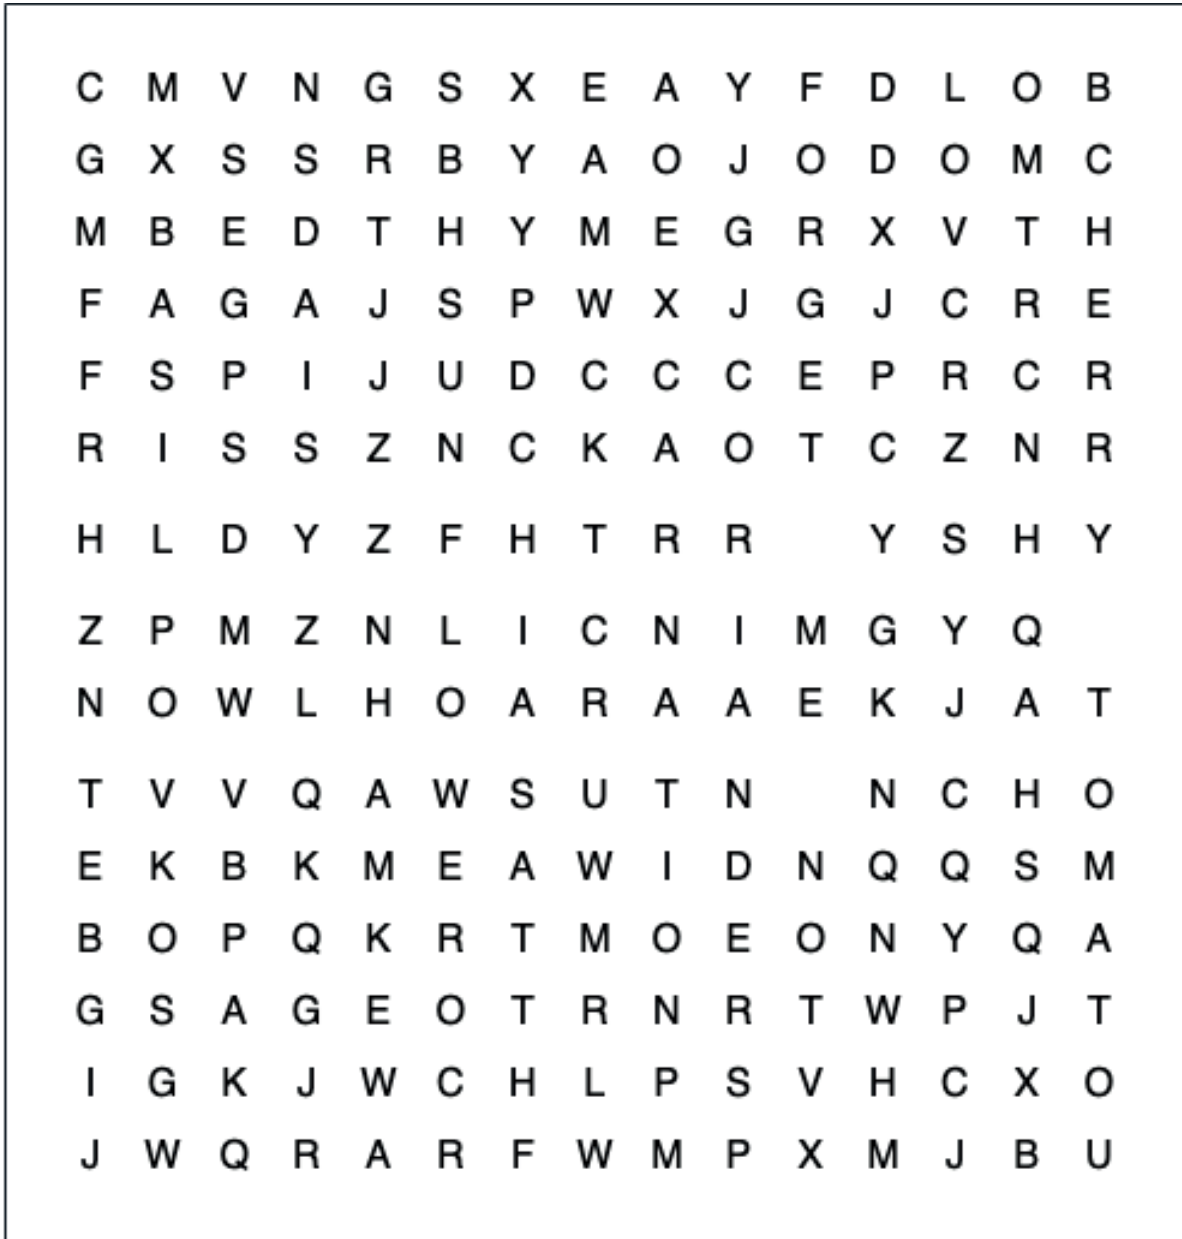 C M V N G S X E A Y F D L O B
G X S S R B Y A O J O D O M C
M B E D T H Y M E G R X V T H
F A G A J S P W X J G J C R E
F S P I J U D C C C E P R C R
R I S S Z N C K A O T C Z N R
H L D Y Z F H T R R Y S H Y
Z P M Z N L I C N I M G Y Q
N O W L H O A R A A E K J A T
T V V Q A W S U T N N C H O
E K B K M E A W I D N Q Q S M
B O P Q K R T M O E O N Y Q A
G S A G E O T R N R T W P J T
I G K J W C H L P S V H C X O
J W Q R A R F W M P X M J B U